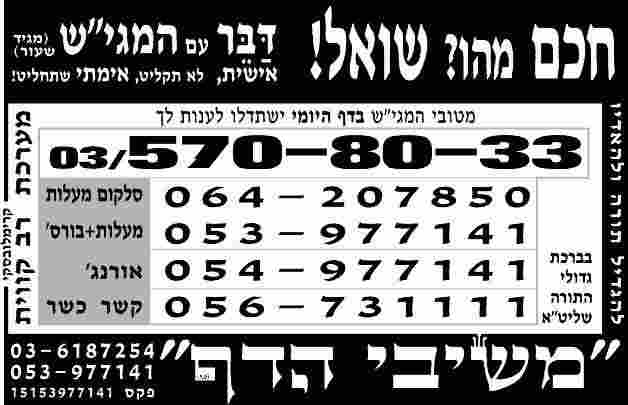 חכם מהו? שואל!
דַּבֵּר עם המגי"ש (מגיד שעור)
אישית, לא תקליט, אימתי שתחליט!
מטובי המגי"ש בדף היומי ישתדלו לענות לך
03/570-80-33
סלקום מעלות 064-207850
מעלות+בורס' 053-977141
אורנג' 054-977141
קשר כשר 056-731111
בברכת
גדולי
התורה
שליט"א
להגדיל תורה ולהאדיר
מערכת רב קווית
קרימלובסקי
"משיבי הדף"
03-6187254
053-977141
פקס 15153977141